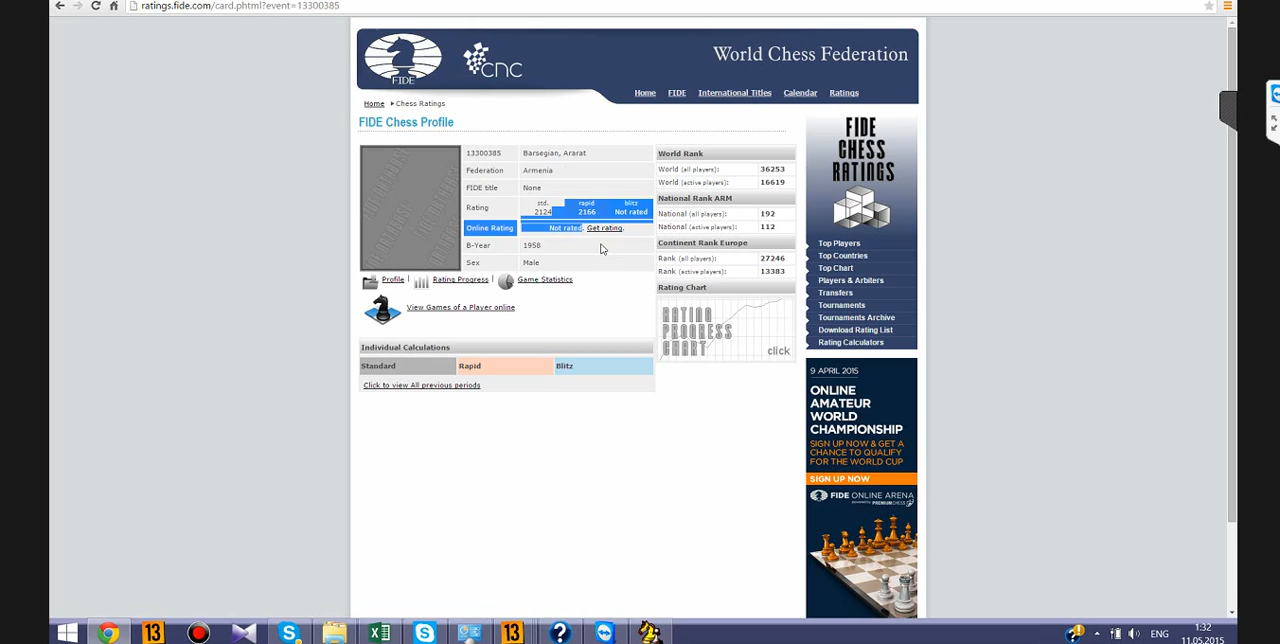 ratings.fide.com/card.phtml?event=13300385
FIDE
CNC
World Chess Federation
Home FIDE International Titles Calendar Ratings
Home Chess Ratings
FIDE Chess Profile
13300385 Barsegian, Ararat
Federation Armenia
FIDE title None
Rating
std. rapid blitz
2124 2166 Not rated
Online Rating Not rated. Get rating.
B-Year 1958
Sex Male
Profile | Rating Progress | Game Statistics
View Games of a Player online
Individual Calculations
Standard Rapid Blitz
Click to view All previous periods
World Rank
World (all players) 36253
World (active players): 16619
National Rank ARM
National (all players): 192
National (active players): 112
Continent Rank Europe
Rank (all players): 27246
Rank (active players): 13383
Rating Chart
RATING
PROGRESS
CHART click
FIDE
CHESS
RATINGS
Top Players
Top Countries
Top Chart
Players & Arbiters
Transfers
Tournaments
Tournaments Archive
Download Rating List
Rating Calculators
9 APRIL 2015
ONLINE
AMATEUR
WORLD
CHAMPIONSHIP
SIGN UP NOW & GET A
CHANCE TO QUALIFY
FOR THE WORLD CUP
SIGN UP NOW
FIDE ONLINE ARENA
13
13
ENG
1:32
11.05.2015